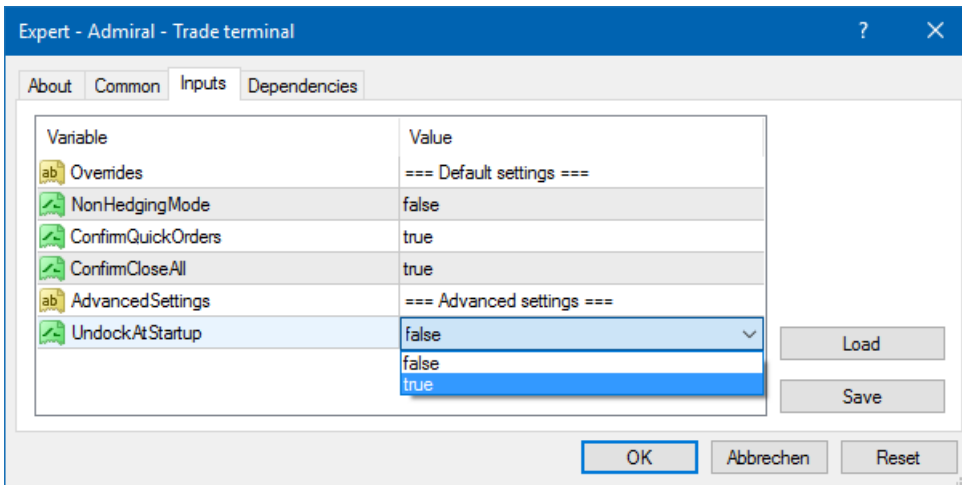 Expert - Admiral - Trade terminal ?
About Common Inputs Dependencies
Variable Value
ab Overrides === Default settings ===
NonHedgingMode false
ConfirmQuickOrders true
ConfirmCloseAll true
ab AdvancedSettings === Advanced settings ===
UndockAtStartup false
false
true
Load
Save
OK Abbrechen Reset